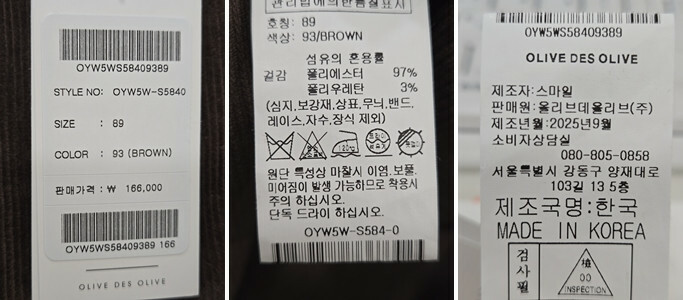 OYW5WS58409389
STYLE NO: OYW5W-S5840
SIZE : 89
COLOR : 93 (BROWN)
판매가격 : ₩ 166,000
OYW5WS58409389 166
OLIVE DES OLIVE
관리법에의한품질표시
호칭: 89
색상: 93/BROWN
섬유의 혼용률
겉감 폴리에스터 97%
폴리우레탄 3%
(심지,보강재,상표,무늬,밴드,
레이스,자수,장식 제외)
원단 특성상 마찰시 이염,보풀,
미어짐이 발생 가능하므로 착용시
주의 하십시오.
단독 드라이 하십시오.
OYW5W-S584-0
OYW5WS58409389
OLIVE DES OLIVE
제조자:스마일
판매원:올리브데올리브(주)
제조년월:2025년9월
소비자상담실
080-805-0858
서울특별시 강동구 양재대로
103길 13 5층
제조국명:한국
MADE IN KOREA
검사필
INSPECTION